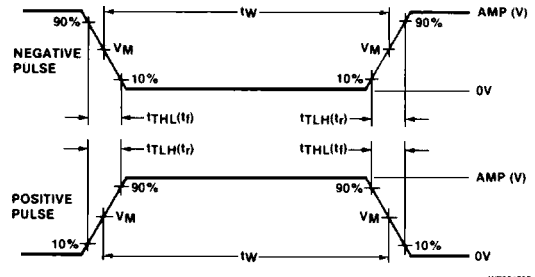 90% tW 90% AMP (V)
NEGATIVE PULSE VM VM
10% 10% 0V
tTHL(tf) tTLH(tr)
tTLH(tr) tTHL(tf)
90% 90% AMP (V)
POSITIVE PULSE VM VM
10% tW 10% 0V